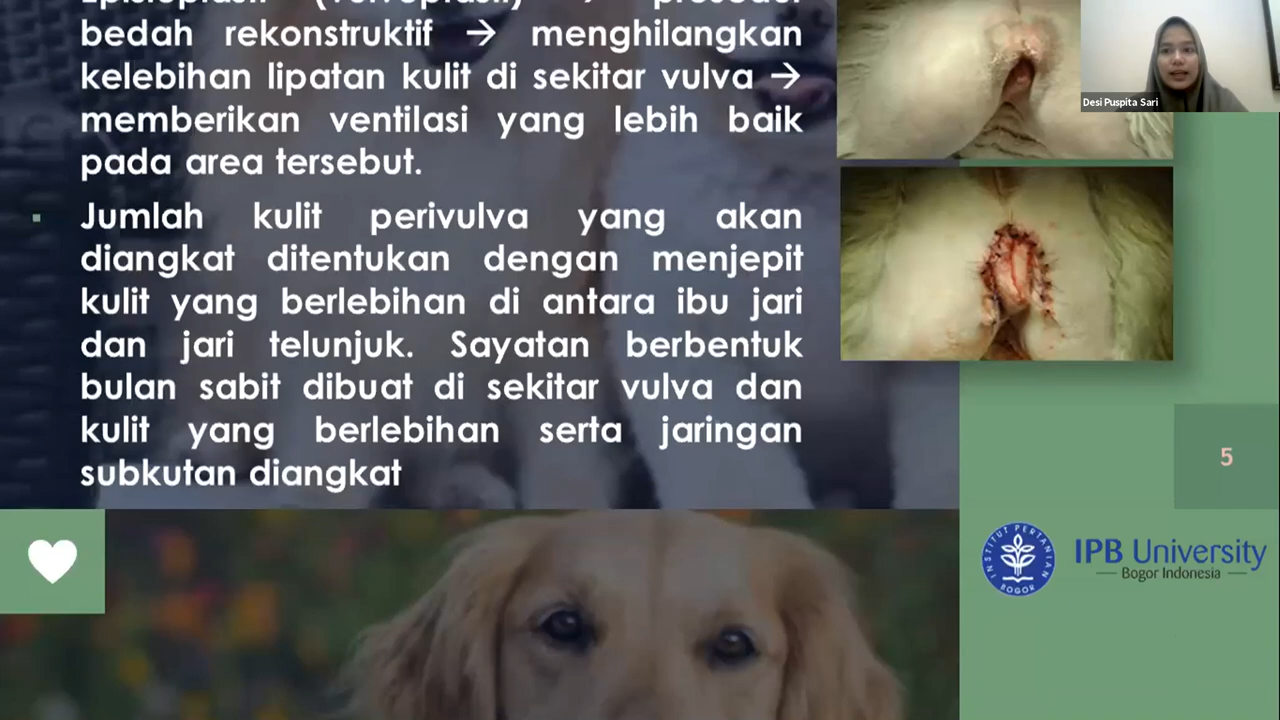 bedah rekonstruktif → menghilangkan
kelebihan lipatan kulit di sekitar vulva →
memberikan ventilasi yang lebih baik
pada area tersebut.
▪ Jumlah kulit perivulva yang akan
diangkat ditentukan dengan menjepit
kulit yang berlebihan di antara ibu jari
dan jari telunjuk. Sayatan berbentuk
bulan sabit dibuat di sekitar vulva dan
kulit yang berlebihan serta jaringan
subkutan diangkat
Desi Puspita Sari
5
INSTITUT PERTANIAN
BOGOR
IPB University
Bogor Indonesia